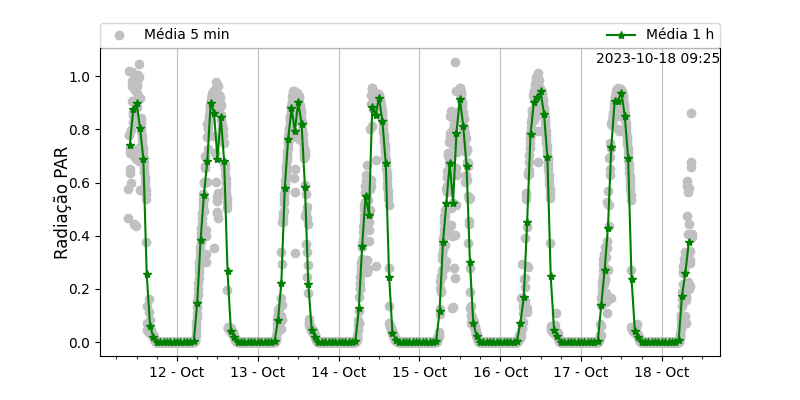 Média 5 min
Média 1 h
2023-10-18 09:25
Radiação PAR
1.0
0.8
0.6
0.4
0.2
0.0
12 - Oct
13 - Oct
14 - Oct
15 - Oct
16 - Oct
17 - Oct
18 - Oct